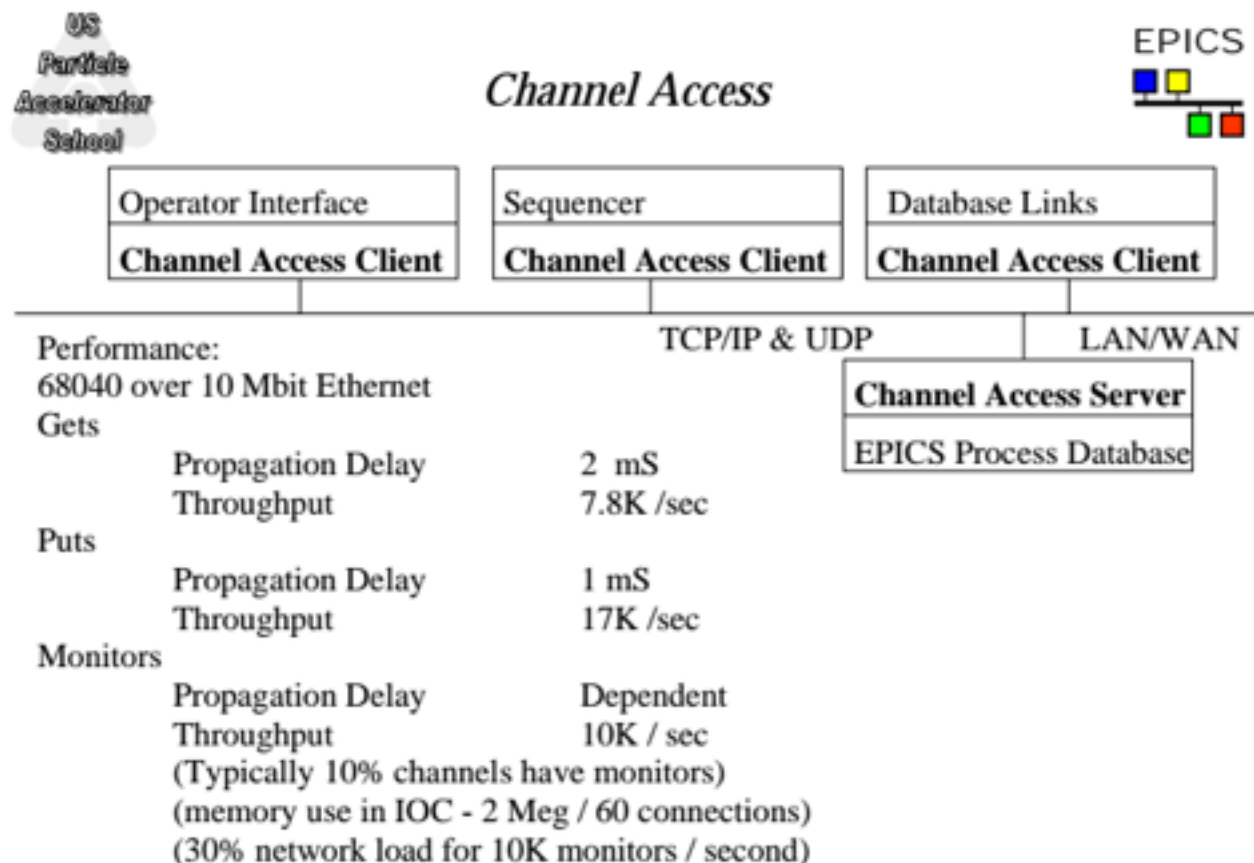 US
Particle
Accelerator
School
Channel Access
EPICS
Operator Interface
Channel Access Client
Sequencer
Channel Access Client
Database Links
Channel Access Client
TCP/IP & UDP
LAN/WAN
Channel Access Server
EPICS Process Database
Performance:
68040 over 10 Mbit Ethernet
Gets
Propagation Delay 2 mS
Throughput 7.8K /sec
Puts
Propagation Delay 1 mS
Throughput 17K /sec
Monitors
Propagation Delay Dependent
Throughput 10K / sec
(Typically 10% channels have monitors)
(memory use in IOC - 2 Meg / 60 connections)
(30% network load for 10K monitors / second)